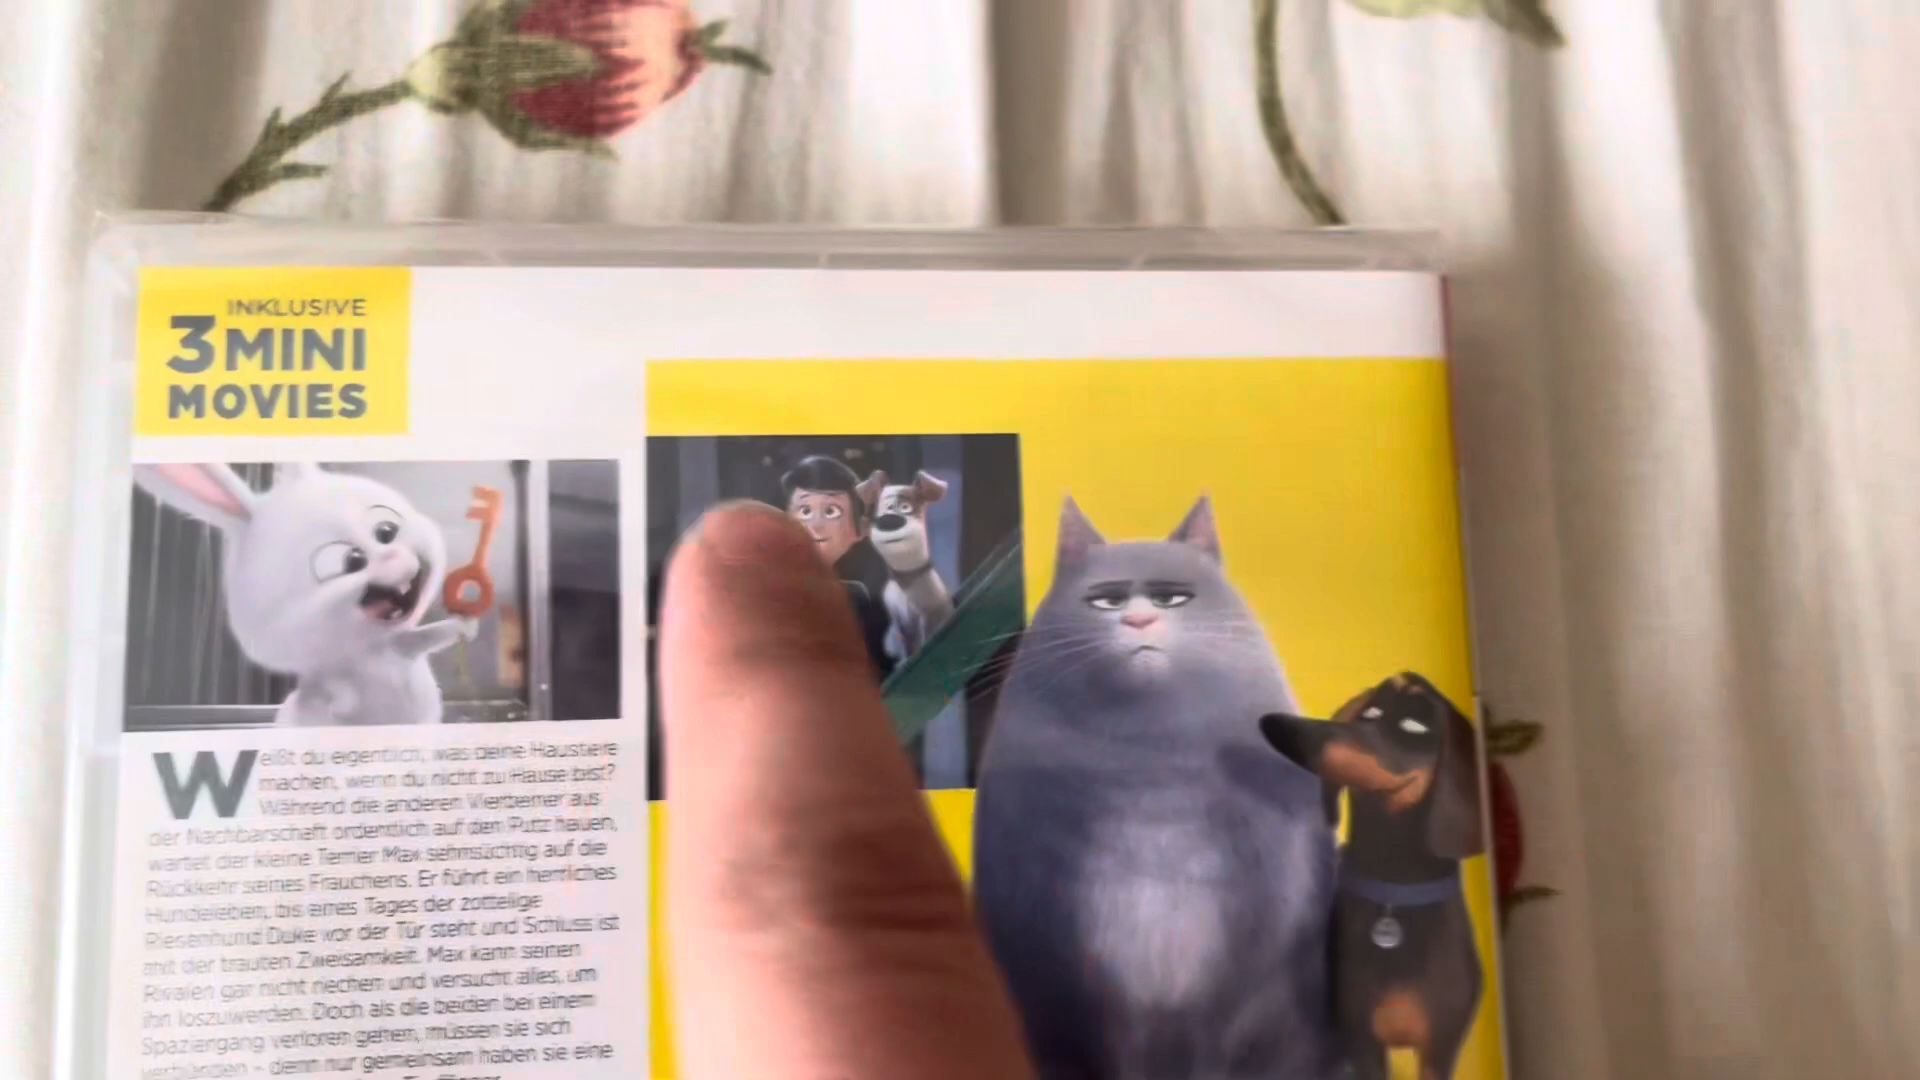 INKLUSIVE
3 MINI
MOVIES
Weißt du eigentlich, was deine Haustiere
machen, wenn du nicht zu Hause bist?
Während die anderen Vierbeiner aus
der Nachbarschaft ordentlich auf den Putz hauen,
wartet der kleine Terrier Max sehnsüchtig auf die
Rückkehr seines Frauchens. Er führt ein herrliches
Hundeleben, bis eines Tages der zottelige
Riesenhund Duke vor der Tür steht und Schluss ist
mit der trauten Zweisamkeit. Max kann seinen
Rivalen gar nicht riechen und versucht alles, um
ihn loszuwerden. Doch als die beiden bei einem
Spaziergang verloren gehen, müssen sie sich
verbünden – denn nur gemeinsam haben sie eine